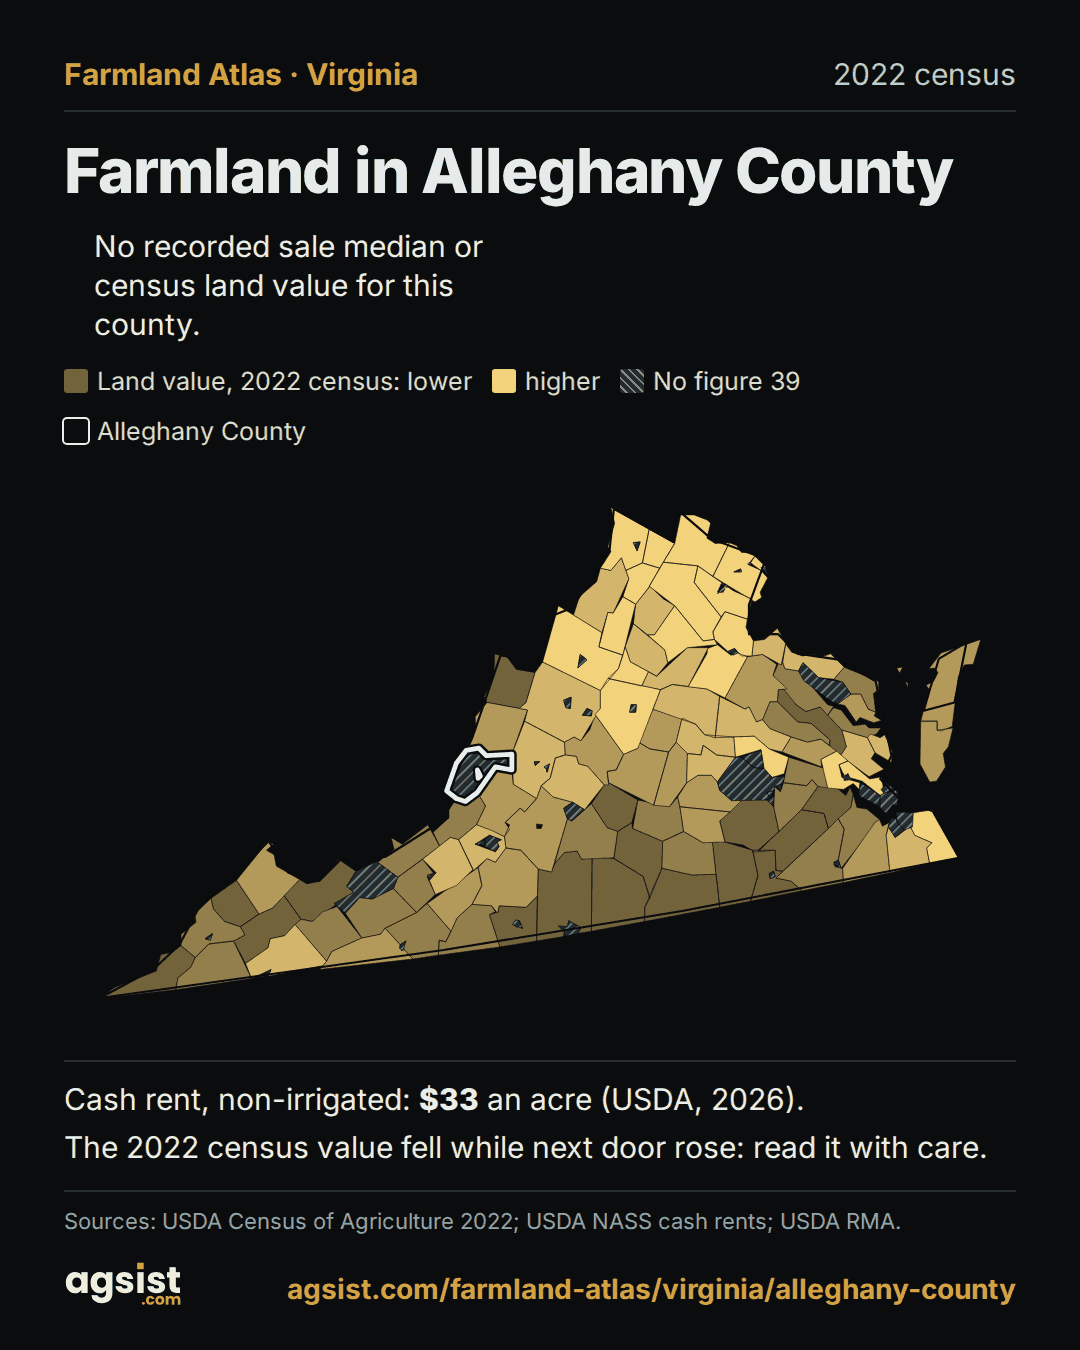 Farmland Atlas · Virginia
2022 census
Farmland in Alleghany County
No recorded sale median or
census land value for this
county.
Land value, 2022 census: lower
higher
No figure 39
Alleghany County
Cash rent, non-irrigated: $33 an acre (USDA, 2026).
The 2022 census value fell while next door rose: read it with care.
Sources: USDA Census of Agriculture 2022; USDA NASS cash rents; USDA RMA.
agsist
.com
agsist.com/farmland-atlas/virginia/alleghany-county